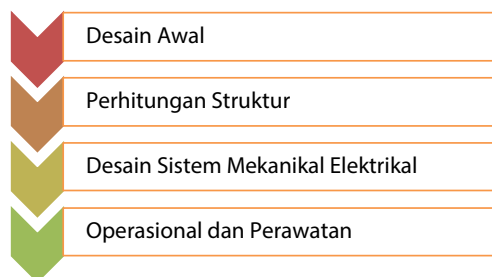 Desain Awal
Perhitungan Struktur
Desain Sistem Mekanikal Elektrikal
Operasional dan Perawatan